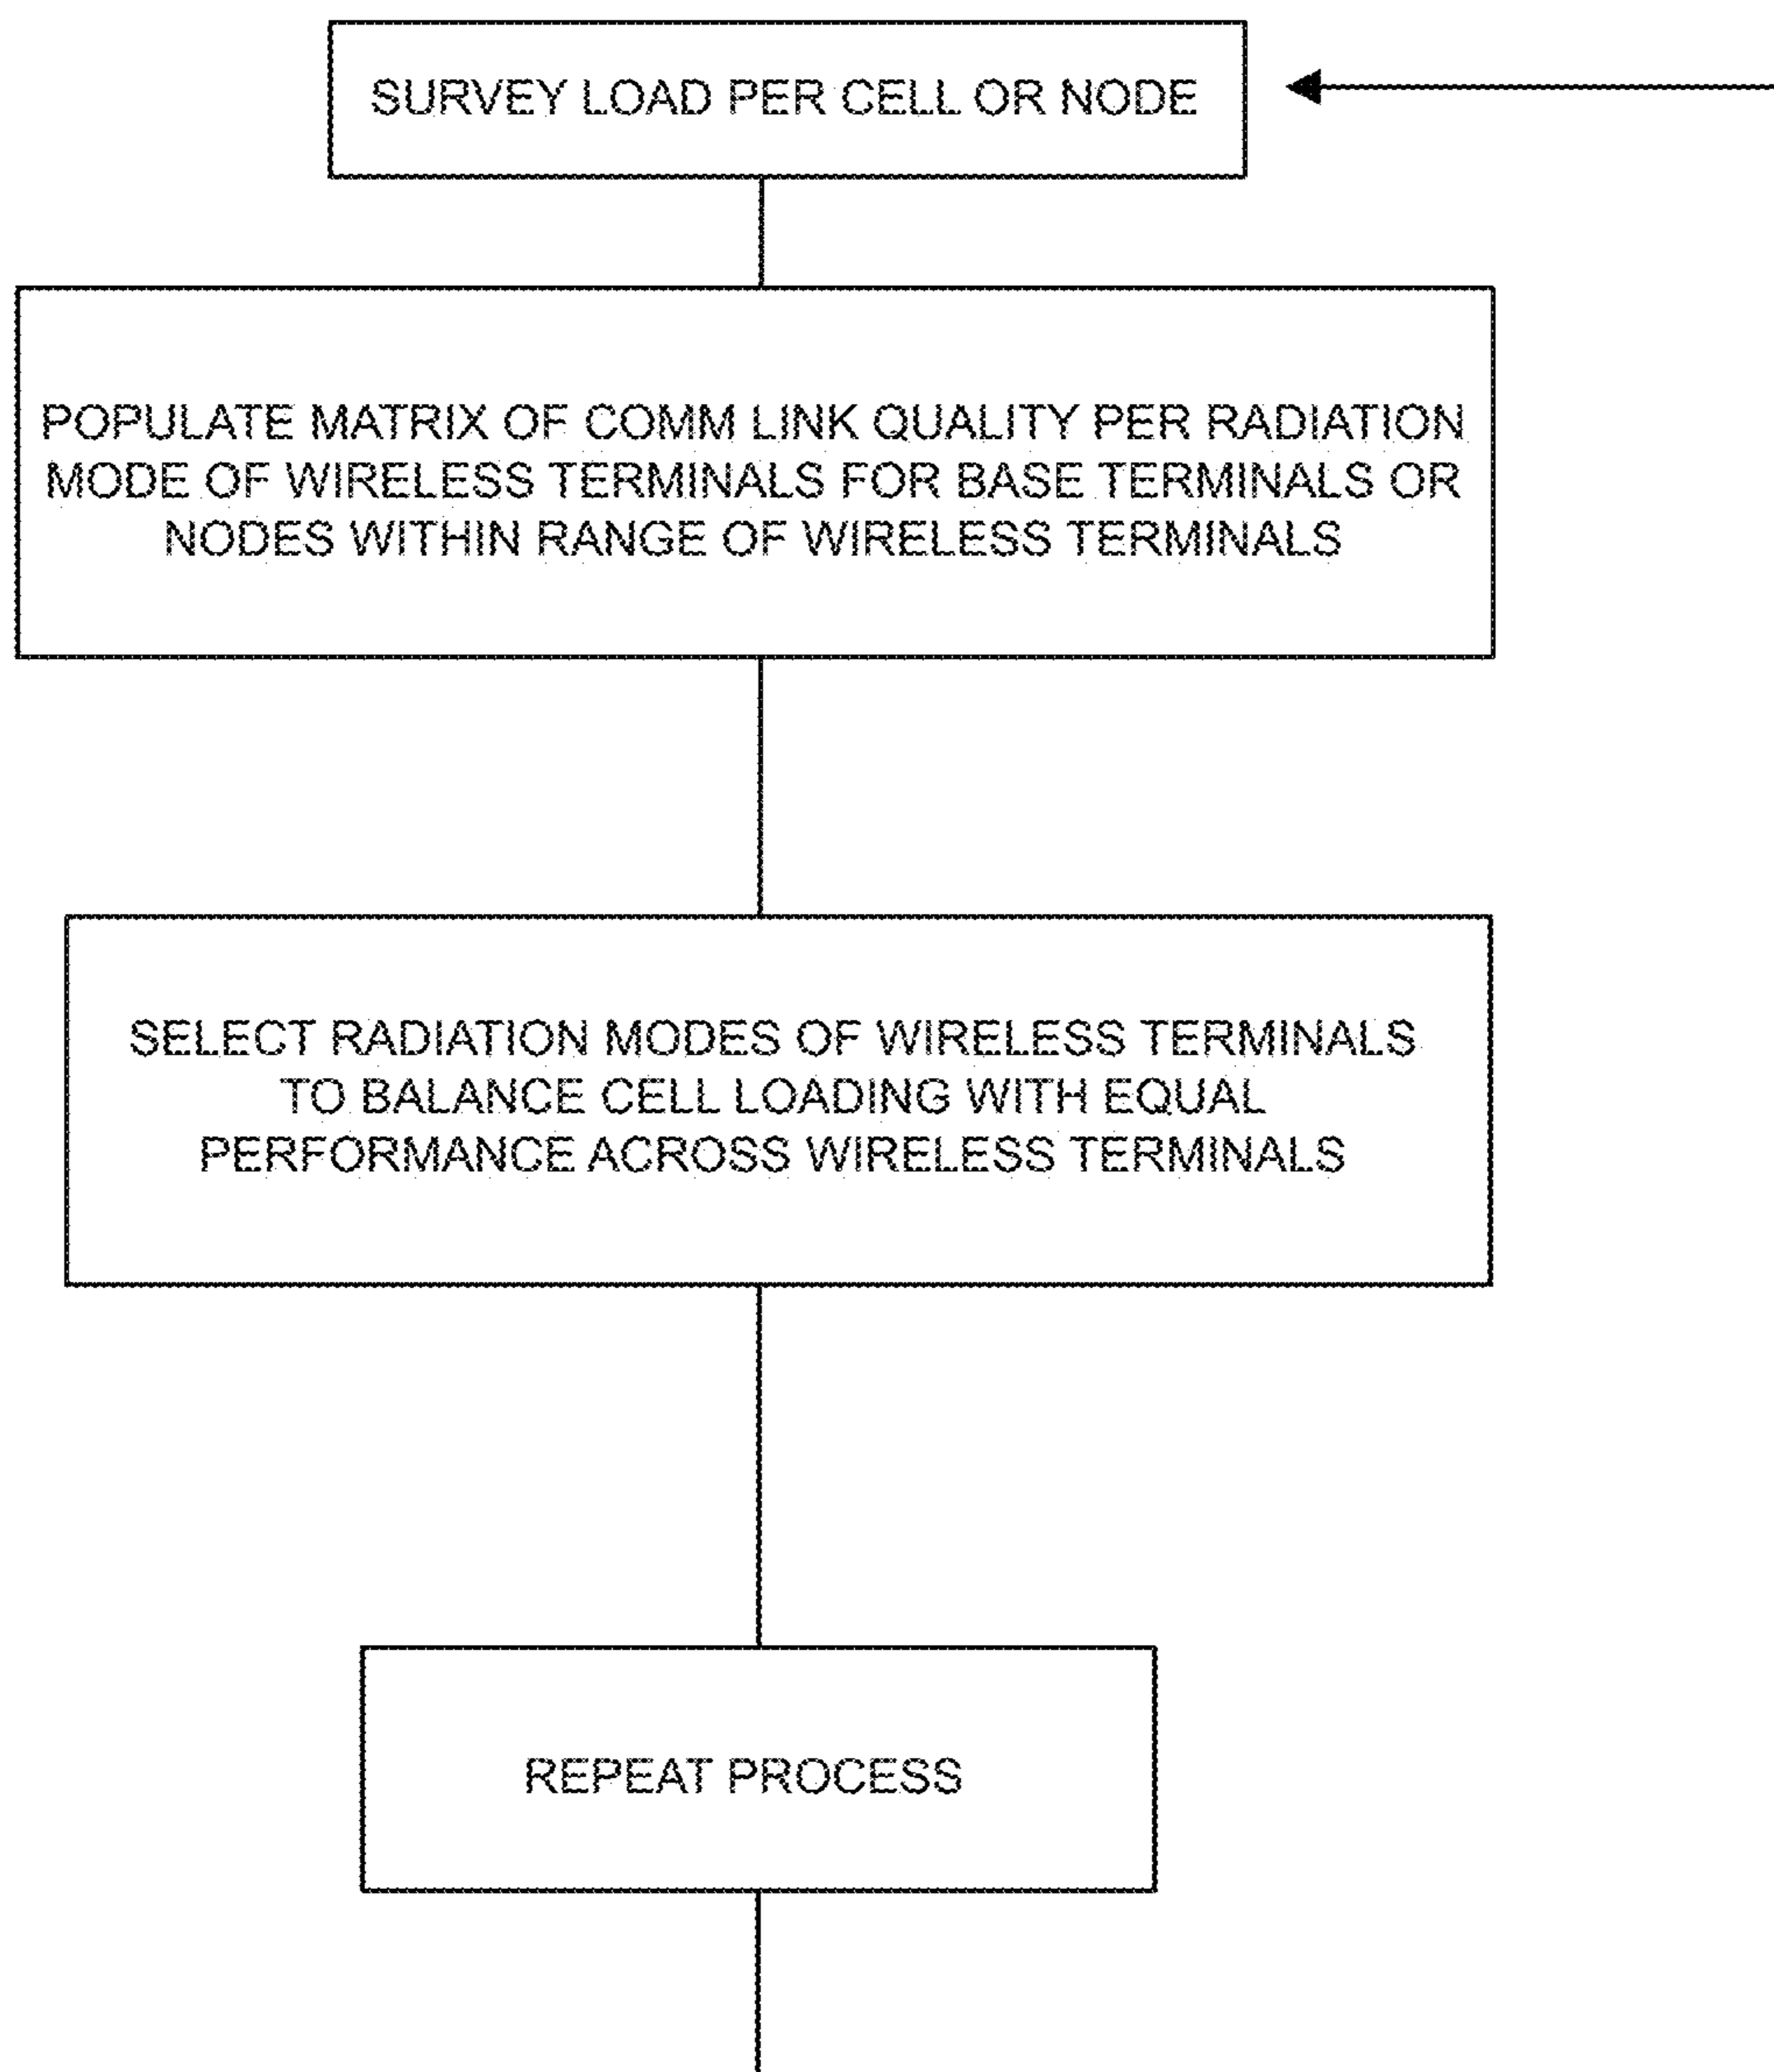 SURVEY LOAD PER CELL OR NODE
POPULATE MATRIX OF COMM LINK QUALITY PER RADIATION
MODE OF WIRELESS TERMINALS FOR BASE TERMINALS OR
NODES WITHIN RANGE OF WIRELESS TERMINALS
SELECT RADIATION MODES OF WIRELESS TERMINALS
TO BALANCE CELL LOADING WITH EQUAL
PERFORMANCE ACROSS WIRELESS TERMINALS
REPEAT PROCESS